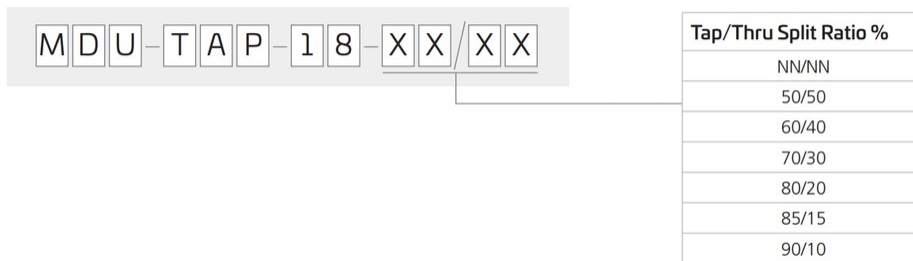 MDU-TAP-18-XX/XX
Tap/Thru Split Ratio %
NN/NN
50/50
60/40
70/30
80/20
85/15
90/10